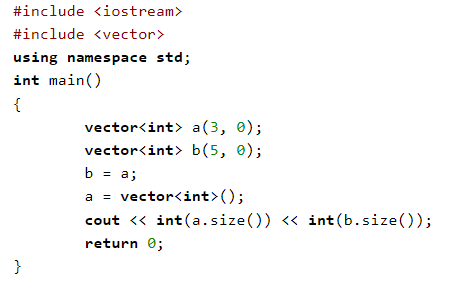 #include <iostream>
#include <vector>
using namespace std;
int main()
{
        vector<int> a(3, 0);
        vector<int> b(5, 0);
        b = a;
        a = vector<int>();
        cout << int(a.size()) << int(b.size());
        return 0;
}